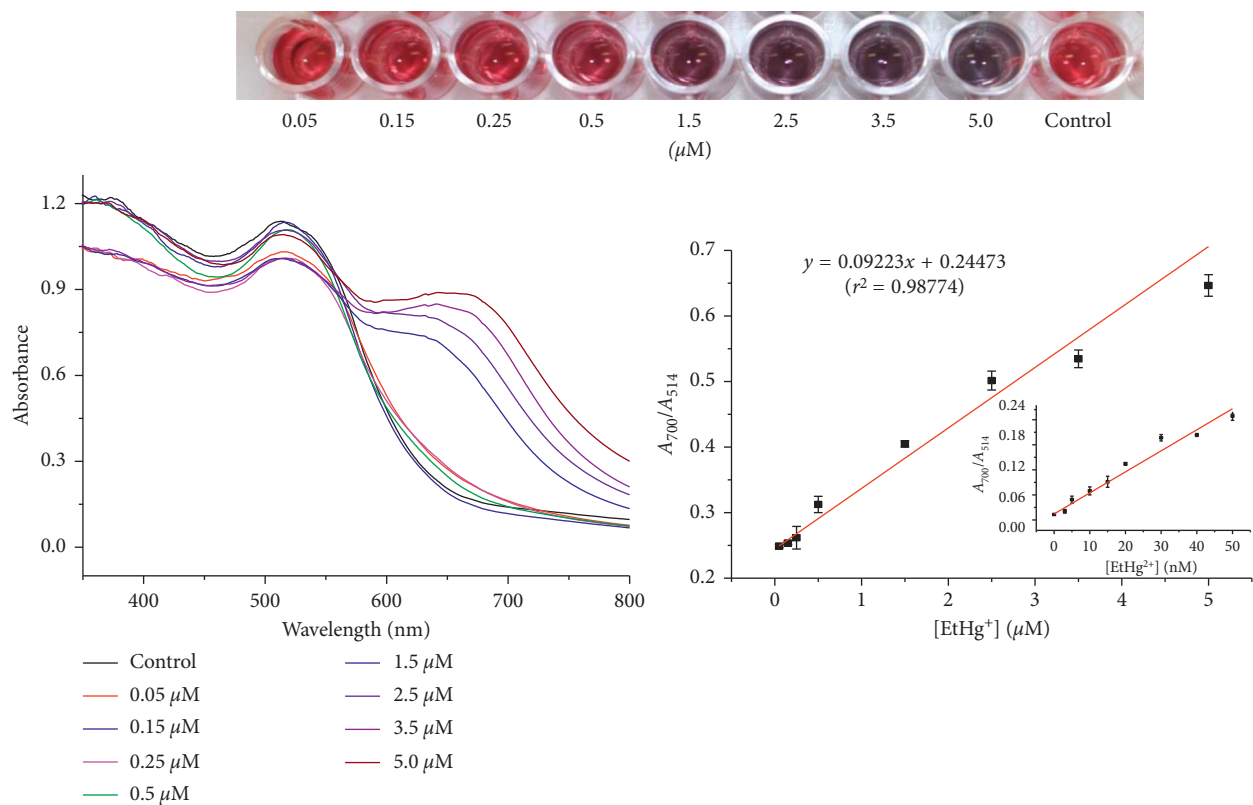 0.05 0.15 0.25 0.5 1.5 2.5 3.5 5.0 Control
(μM)
1.2
0.9
0.6
0.3
0.0
Absorbance
400 500 600 700 800
Wavelength (nm)
Control
0.05 μM
0.15 μM
0.25 μM
0.5 μM
1.5 μM
2.5 μM
3.5 μM
5.0 μM
0.7
0.6
0.5
0.4
0.3
0.2
A700/A514
y = 0.09223x + 0.24473
(r² = 0.98774)
0 1 2 3 4 5
[EtHg⁺] (μM)
0.24
0.18
0.12
0.06
0.00
A700/A514
0 10 20 30 40 50
[EtHg²⁺] (nM)